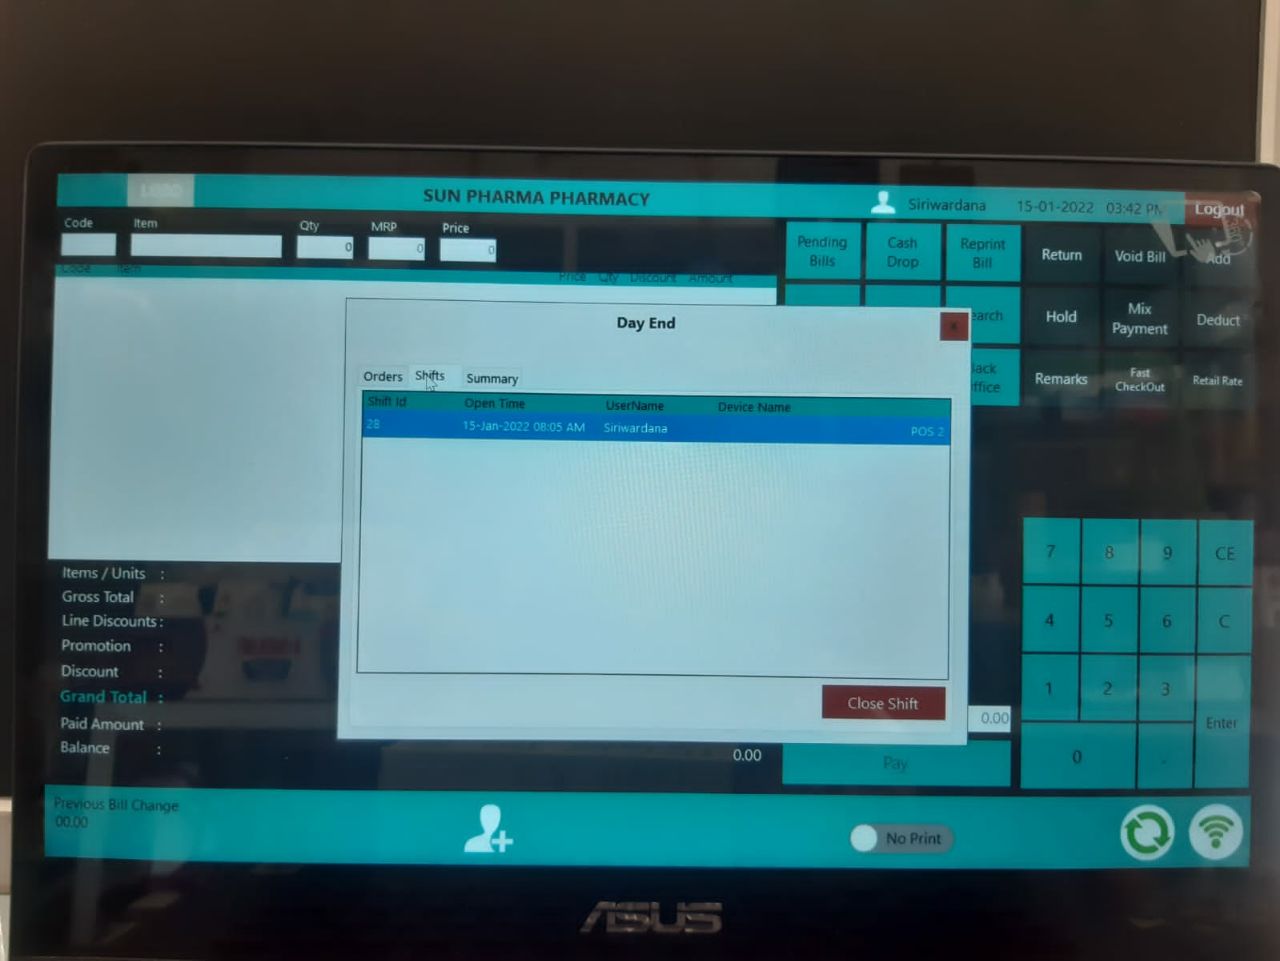 SUN PHARMA PHARMACY
Siriwardana
15-01-2022 03:42 PM
Logout
Code Item Qty MRP Price
0 0 0
Code Item Price Qty Discount Amount
Pending Bills
Cash Drop
Reprint Bill
Return
Void Bill
Add
Hold
Mix Payment
Deduct
Remarks
Fast CheckOut
Retail Rate
Day End
x
Orders Shifts Summary
Shift Id Open Time UserName Device Name
28 15-Jan-2022 08:05 AM Siriwardana POS 2
Close Shift
Items / Units :
Gross Total :
Line Discounts :
Promotion :
Discount :
Grand Total :
Paid Amount :
Balance :
0.00
0.00
Pay
7 8 9 CE
4 5 6 C
1 2 3
Enter
0 .
Previous Bill Change
00.00
No Print
ASUS